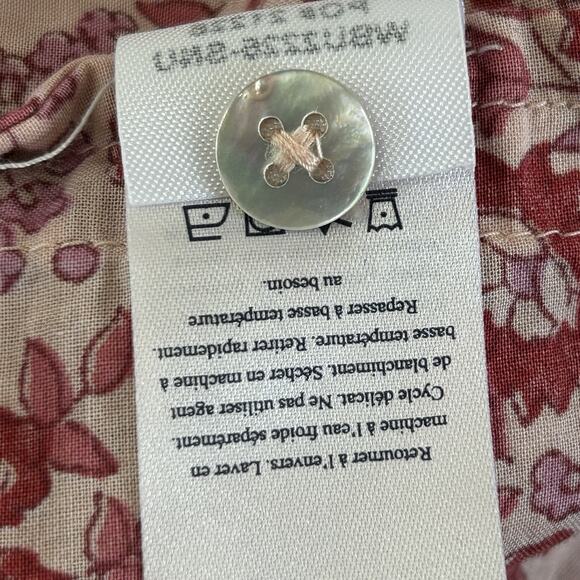 Retourner à l'envers. Laver en
machine à l'eau froide séparément.
Cycle délicat. Ne pas utiliser agent
de blanchiment. Sécher en machine à
basse température. Retirer rapidement.
Repasser à basse température
au besoin.